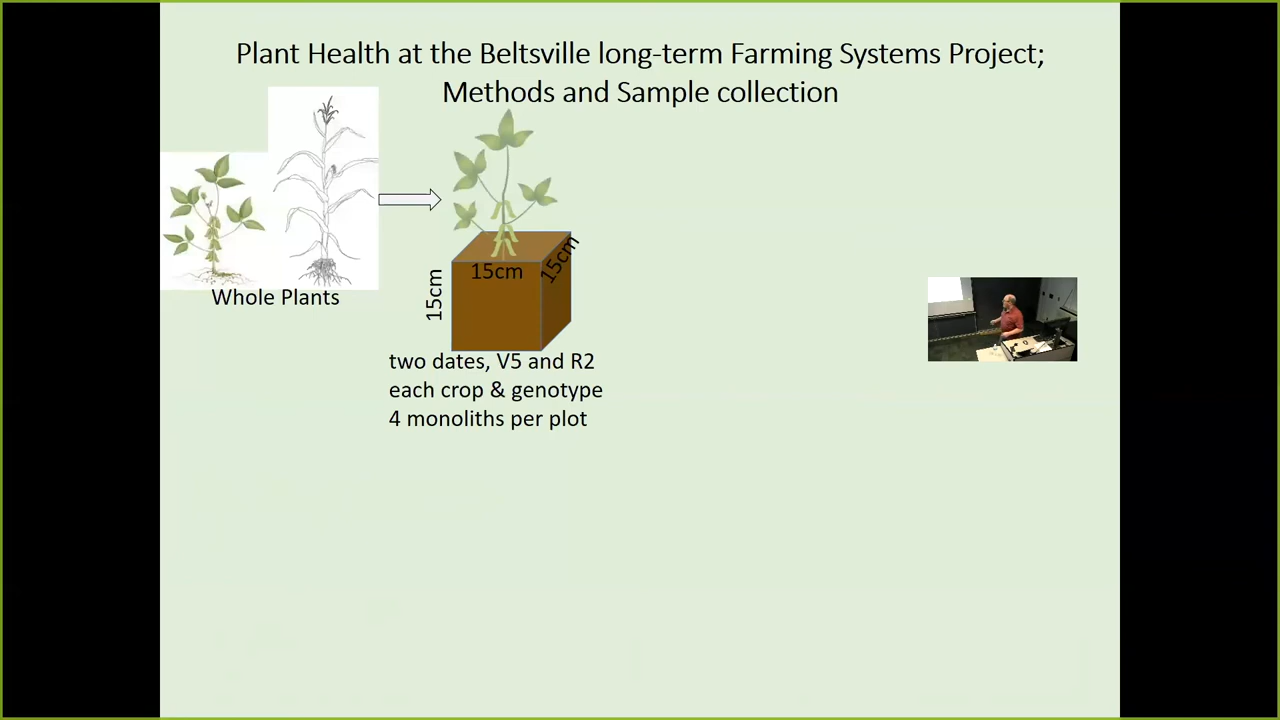 Plant Health at the Beltsville long-term Farming Systems Project;
Methods and Sample collection
Whole Plants
15cm
15cm
15cm
two dates, V5 and R2
each crop & genotype
4 monoliths per plot